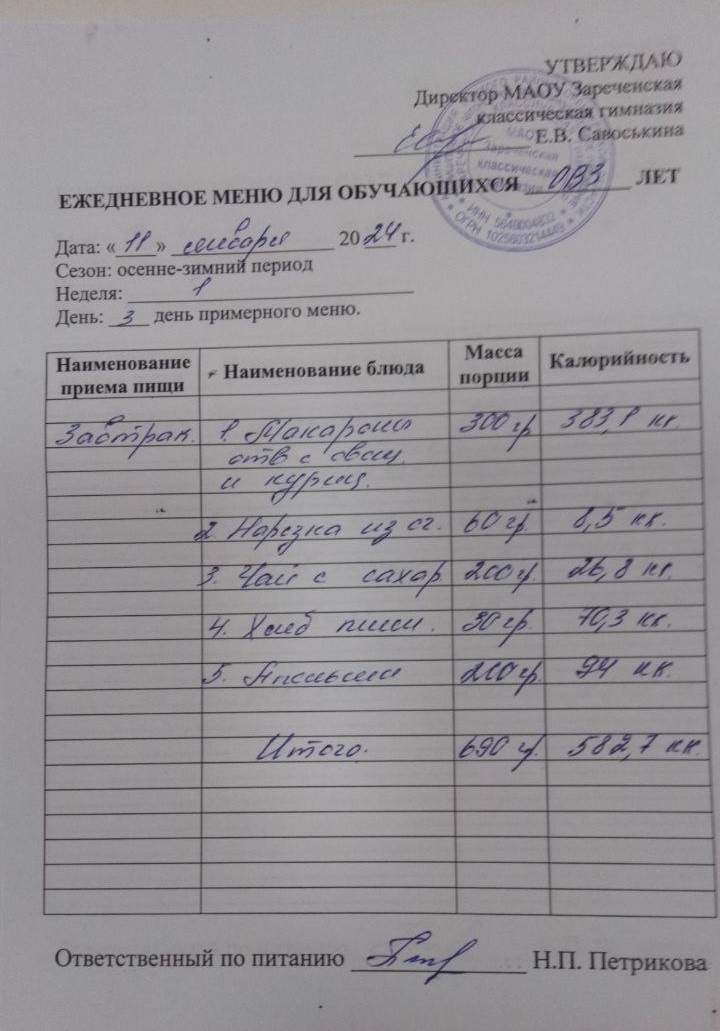 УТВЕРЖДАЮ
Директор МАОУ Зареченская
классическая гимназия
Е.В. Савоськина
ЕЖЕДНЕВНОЕ МЕНЮ ДЛЯ ОБУЧАЮЩИХСЯ ОВЗ ЛЕТ
Дата: «11» января 2024 г.
Сезон: осенне-зимний период
Неделя: 1
День: 3 день примерного меню.
Наименование приема пищи Наименование блюда Масса порции Калорийность
Завтрак. 1. Макароны 300 гр 383,1 кк.
отв с овощ.
и куриц.
2 Нарезка из ог. 60 гр. 8,5 кк.
3. Чай с сахар 200 гр. 26,8 кк.
4. Хлеб пшен. 30 гр. 70,3 кк.
5. Апельсин 200 гр. 94 кк.
Итого. 690 гр. 582,7 кк.
Ответственный по питанию Н.П. Петрикова